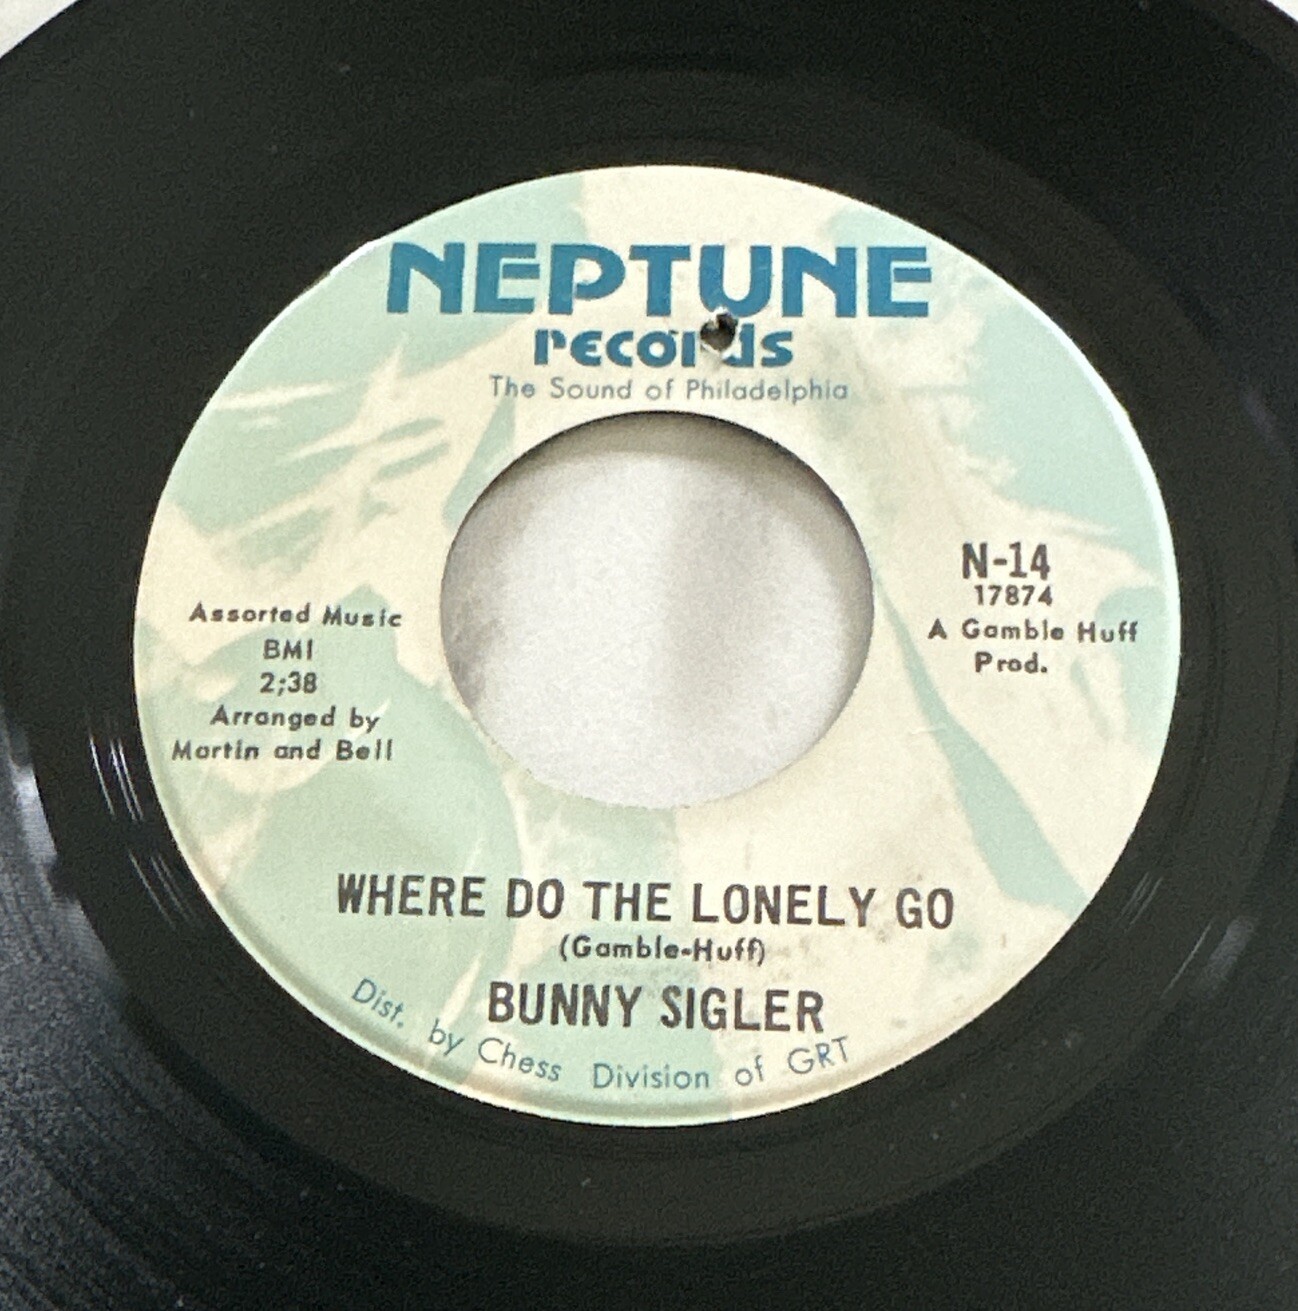 NEPTUNE
records
The Sound of Philadelphia
N-14
17874
A Gamble Huff
Prod.
Assorted Music
BMI
2;38
Arranged by
Martin and Bell
WHERE DO THE LONELY GO
(Gamble-Huff)
BUNNY SIGLER
Dist. by Chess Division of GRT